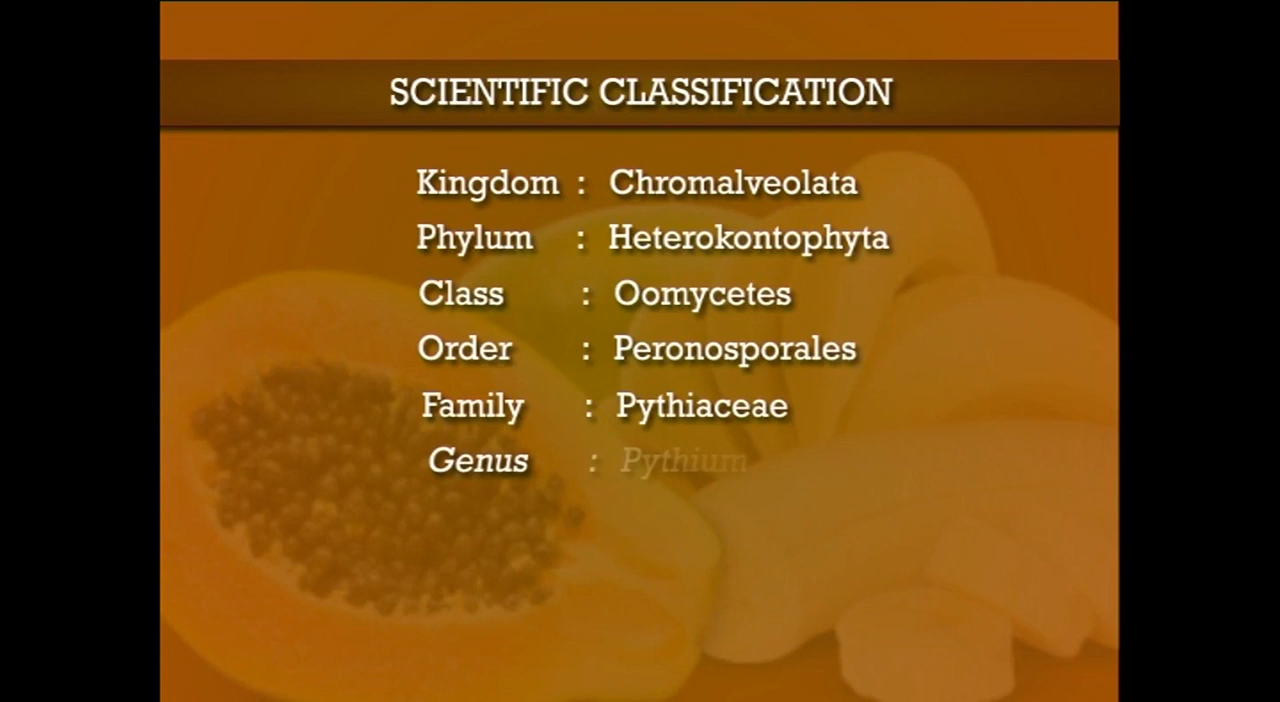 SCIENTIFIC CLASSIFICATION
Kingdom : Chromalveolata
Phylum : Heterokontophyta
Class : Oomycetes
Order : Peronosporales
Family : Pythiaceae
Genus : Pythium